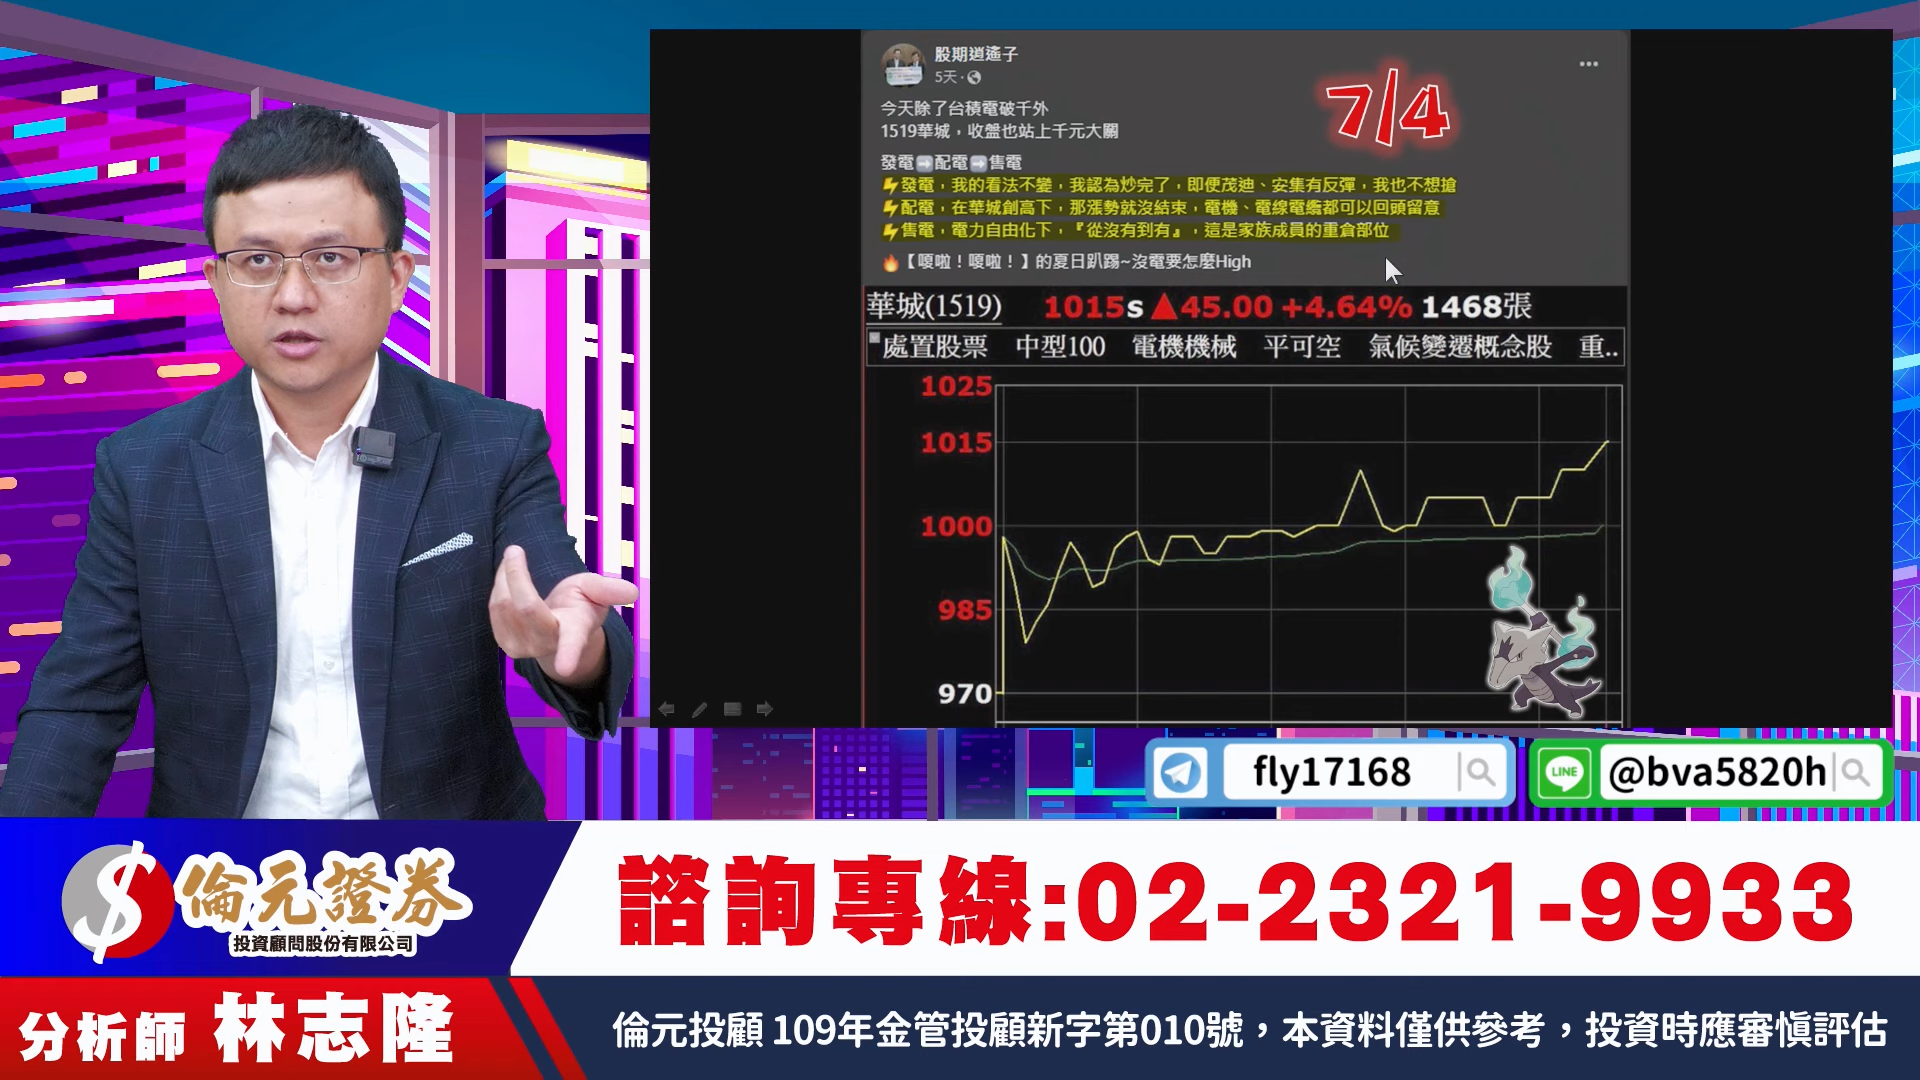 股期逍遙子
5天
7/4
今天除了台積電破千外
1519華城，收盤也站上千元大關
發電➡配電➡售電
⚡發電，我的看法不變，我認為炒完了，即便茂迪、安集有反彈，我也不想搶
⚡配電，在華城創高下，那漲勢就沒結束，電機、電線電纜都可以回頭留意
⚡售電，電力自由化下，『從沒有到有』，這是家族成員的重倉部位
🔥【嗄啦！嗄啦！】的夏日趴踢~沒電要怎麼High
華城(1519) 1015s ▲45.00 +4.64% 1468張
處置股票 中型100 電機機械 平可空 氣候變遷概念股 重..
1025
1015
1000
985
970
fly17168
LINE @bva5820h
倫元證券
投資顧問股份有限公司
諮詢專線:02-2321-9933
分析師 林志隆
倫元投顧 109年金管投顧新字第010號，本資料僅供參考，投資時應審慎評估